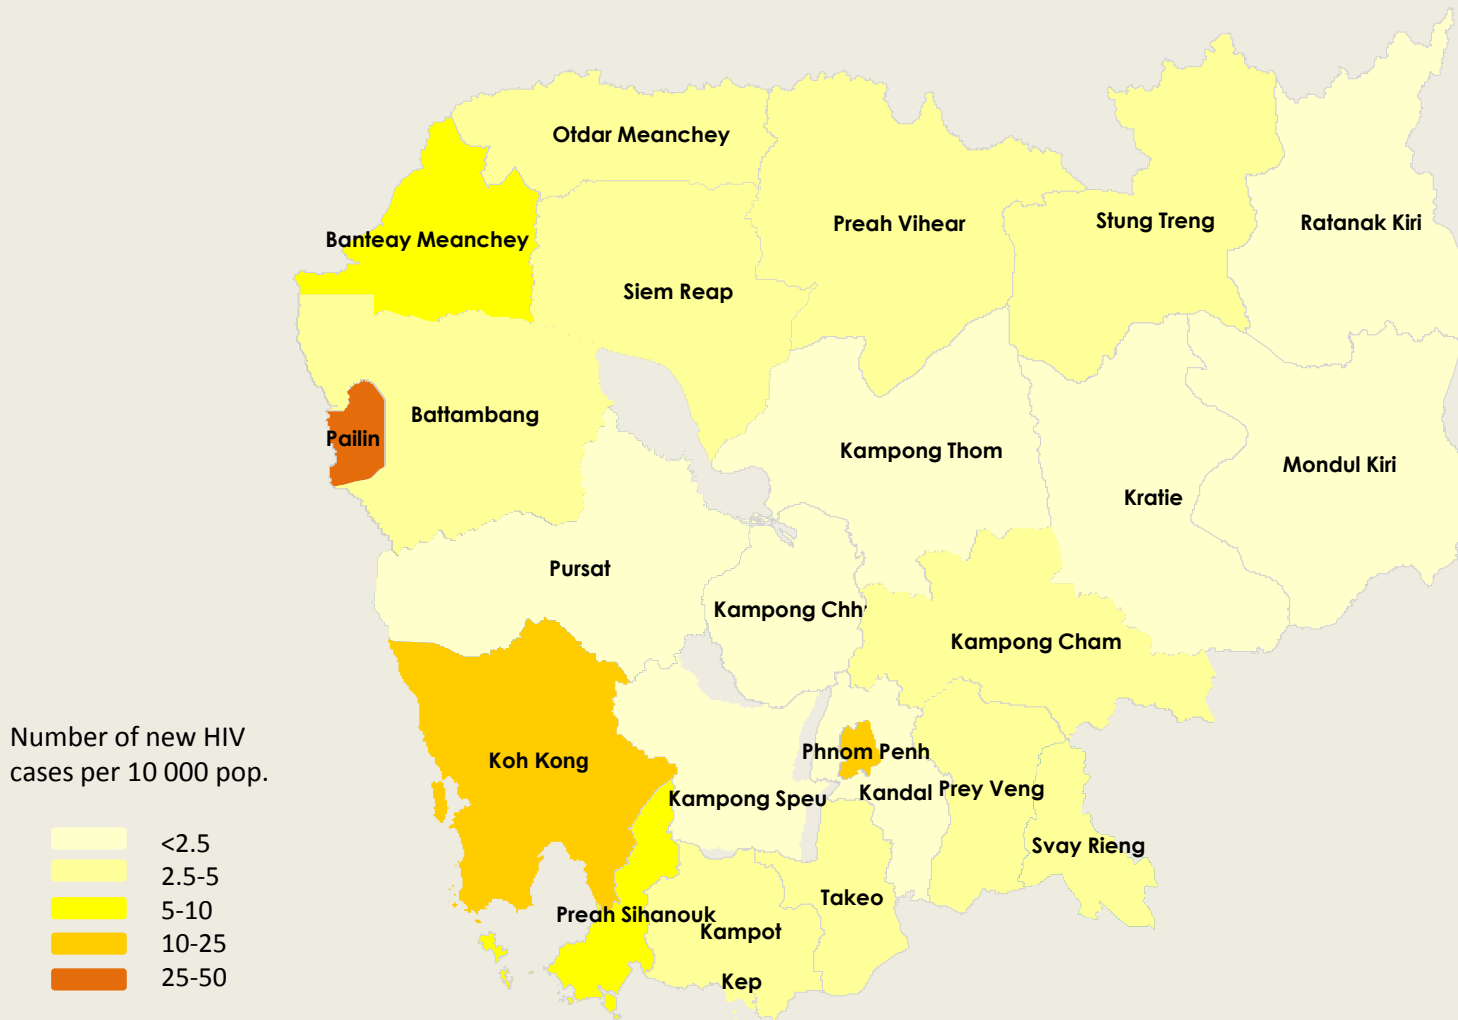 Otdar Meanchey
Banteay Meanchey
Preah Vihear
Stung Treng
Ratanak Kiri
Siem Reap
Battambang
Pailin
Kampong Thom
Mondul Kiri
Kratie
Pursat
Kampong Chh
Kampong Cham
Number of new HIV
cases per 10 000 pop.
Koh Kong
Phnom Penh
Kampong Speu
Kandal
Prey Veng
Svay Rieng
Takeo
Preah Sihanouk
Kampot
Kep
<2.5
2.5-5
5-10
10-25
25-50